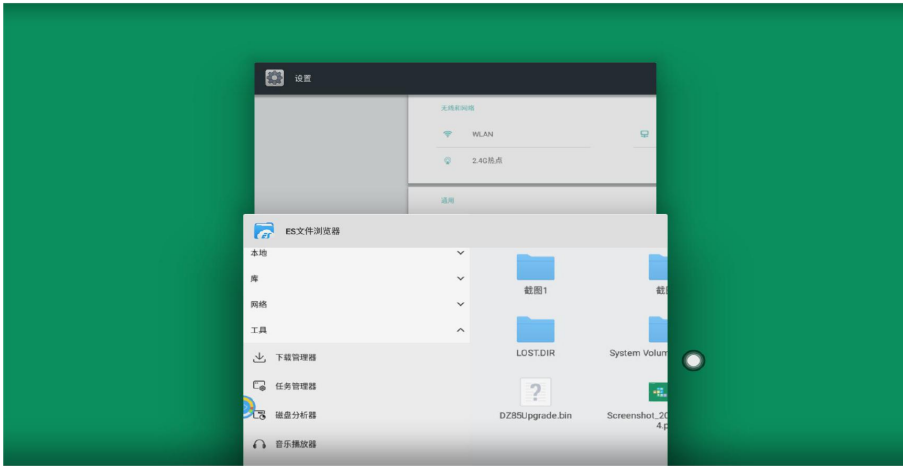 设置
无线和网络
WLAN
2.4G热点
通用
ES文件浏览器
本地
库
网络
工具
下载管理器
任务管理器
磁盘分析器
音乐播放器
截图1
LOST.DIR
System Volum
DZ85Upgrade.bin
Screenshot_20
4.p